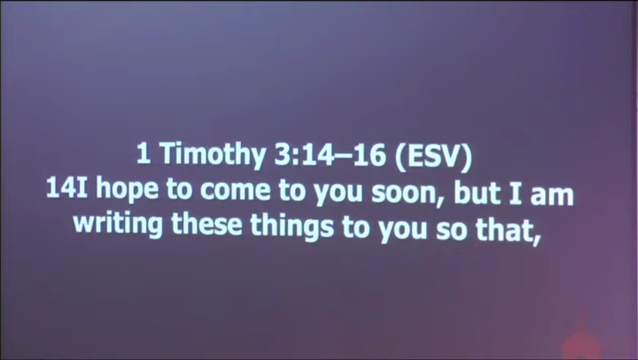 1 Timothy 3:14–16 (ESV)
14I hope to come to you soon, but I am
writing these things to you so that,